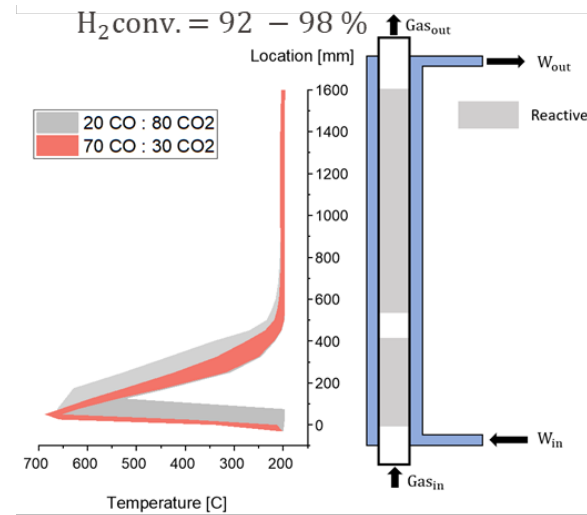 H₂conv. = 92 – 98 %
Gasout
Location [mm]
Wout
1600
20 CO : 80 CO2
70 CO : 30 CO2
Reactive
1400
1200
1000
800
600
400
200
0
700 600 500 400 300 200
Temperature [C]
Win
Gasin